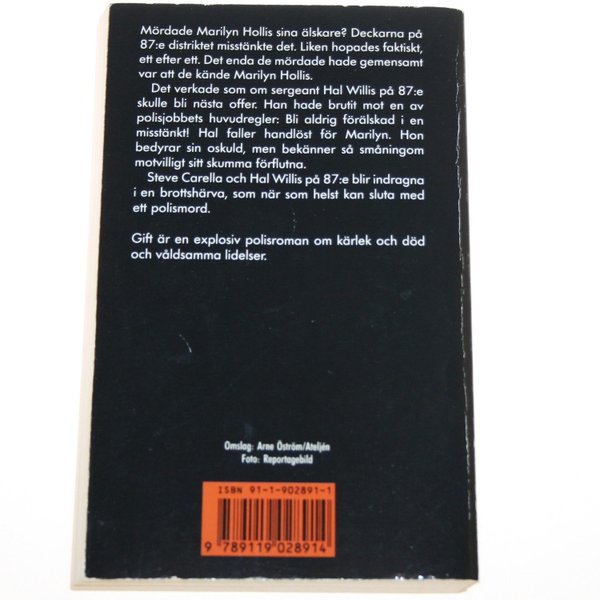 Mördade Marilyn Hollis sina älskare? Deckarna på
87:e distriktet misstänkte det. Liken hopades faktiskt,
ett efter ett. Det enda de mördade hade gemensamt
var att de kände Marilyn Hollis.
Det verkade som om sergeant Hal Willis på 87:e
skulle bli nästa offer. Han hade brutit mot en av
polisjobbets huvudregler: Bli aldrig förälskad i en
misstänkt! Hal faller handlöst för Marilyn. Hon
bedyrar sin oskuld, men bekänner så småningom
motvilligt sitt skumma förflutna.
Steve Carella och Hal Willis på 87:e blir indragna
i en brottshärva, som när som helst kan sluta med
ett polismord.
Gift är en explosiv polisroman om kärlek och död
och våldsamma lidelser.
Omslag: Arne Öström/Ateljén
Foto: Reportagebild
ISBN 91-1-902891-1
9 789119 028914